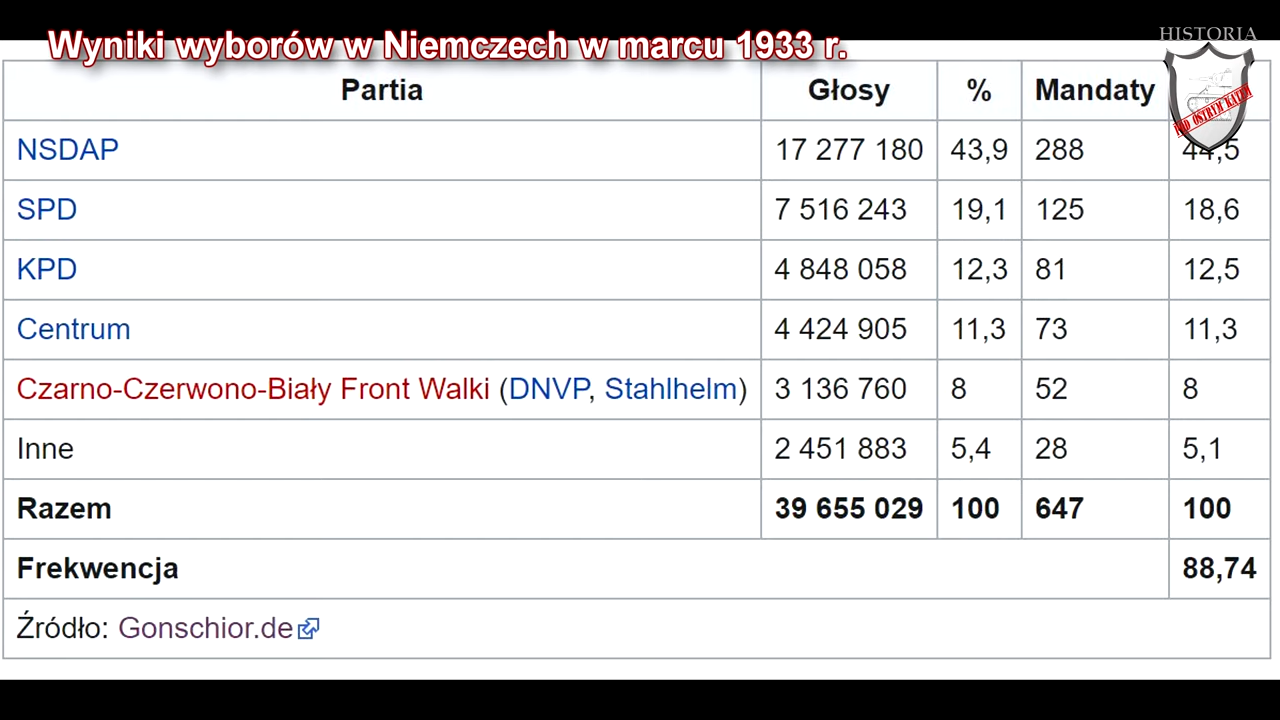 Wyniki wyborów w Niemczech w marcu 1933 r.
HISTORIA
POD OSTRYM KĄTEM
Partia Głosy % Mandaty
NSDAP 17 277 180 43,9 288 44,5
SPD 7 516 243 19,1 125 18,6
KPD 4 848 058 12,3 81 12,5
Centrum 4 424 905 11,3 73 11,3
Czarno-Czerwono-Biały Front Walki (DNVP, Stahlhelm) 3 136 760 8 52 8
Inne 2 451 883 5,4 28 5,1
Razem 39 655 029 100 647 100
Frekwencja 88,74
Źródło: Gonschior.de